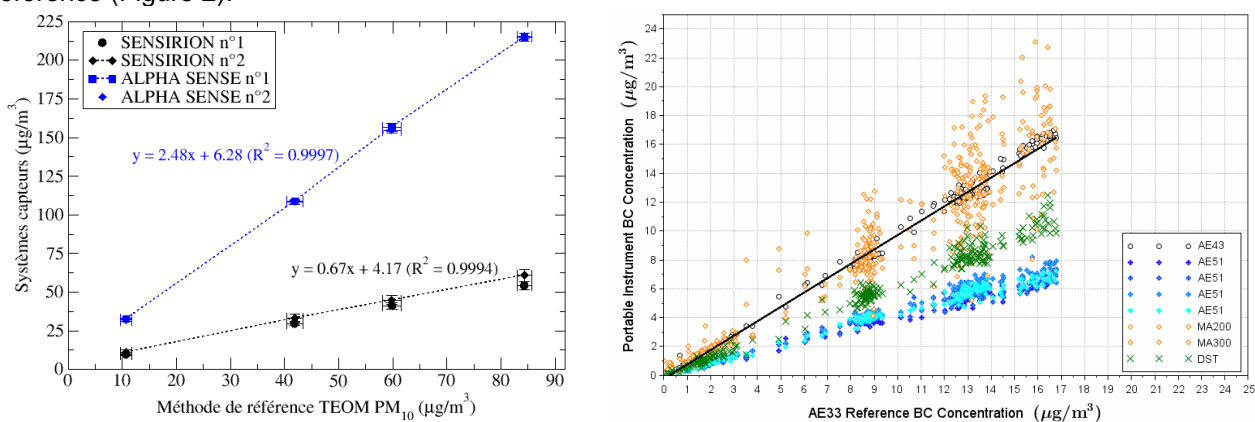 éférence (Figure 2).
225
200
175
150
125
100
75
50
25
0
Systèmes capteurs (µg/m³)
SENSIRION n°1
SENSIRION n°2
ALPHA SENSE n°1
ALPHA SENSE n°2
y = 2.48x + 6.28 (R² = 0.9997)
y = 0.67x + 4.17 (R² = 0.9994)
0 10 20 30 40 50 60 70 80 90
Méthode de référence TEOM PM₁₀ (µg/m³)
24
22
20
18
16
14
12
10
8
6
4
2
0
Portable Instrument BC Concentration (µg/m³)
AE43
AE51
AE51
AE51
AE51
MA200
MA300
DST
0 1 2 3 4 5 6 7 8 9 10 11 12 13 14 15 16 17 18 19 20 21 22 23 24 25
AE33 Reference BC Concentration (µg/m³)